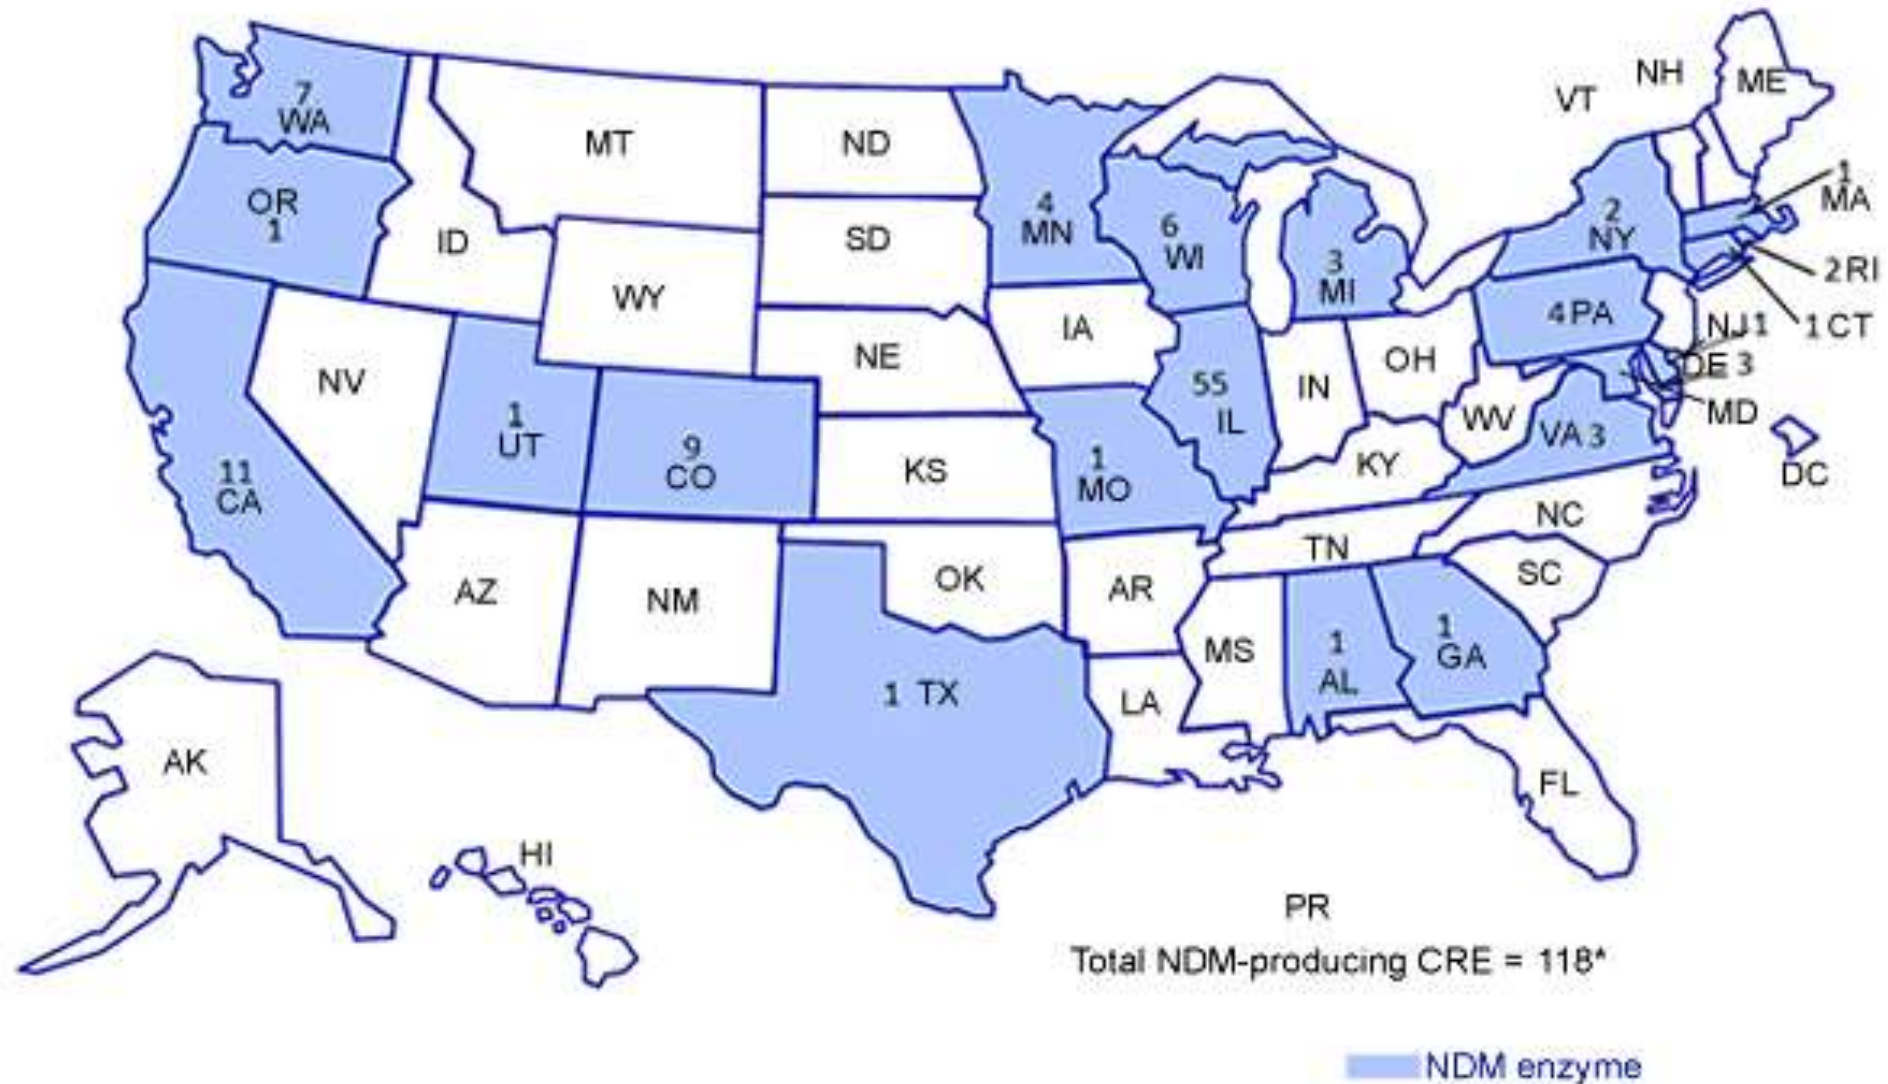 NH
ME
VT
7
WA
MT
ND
1
MA
OR
1
4
MN
6
WI
2
NY
ID
SD
3
MI
2 RI
WY
IA
4 PA
NJ 1
1 CT
NV
NE
OH
DE 3
IN
55
IL
WV
MD
1
UT
9
CO
KS
1
MO
KY
VA 3
DC
11
CA
NC
TN
AZ
NM
OK
AR
SC
MS
1
AL
1
GA
1 TX
LA
AK
FL
HI
PR
Total NDM-producing CRE = 118*
NDM enzyme